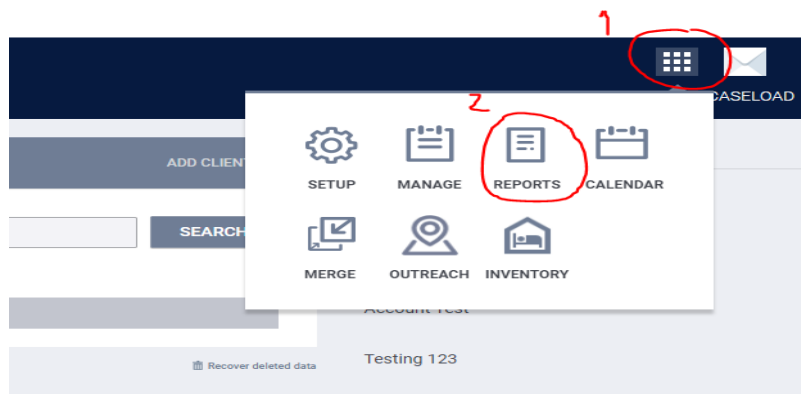 1
CASELOAD
2
ADD CLIENT
SETUP MANAGE REPORTS CALENDAR
SEARCH
MERGE OUTREACH INVENTORY
Account Test
Recover deleted data
Testing 123